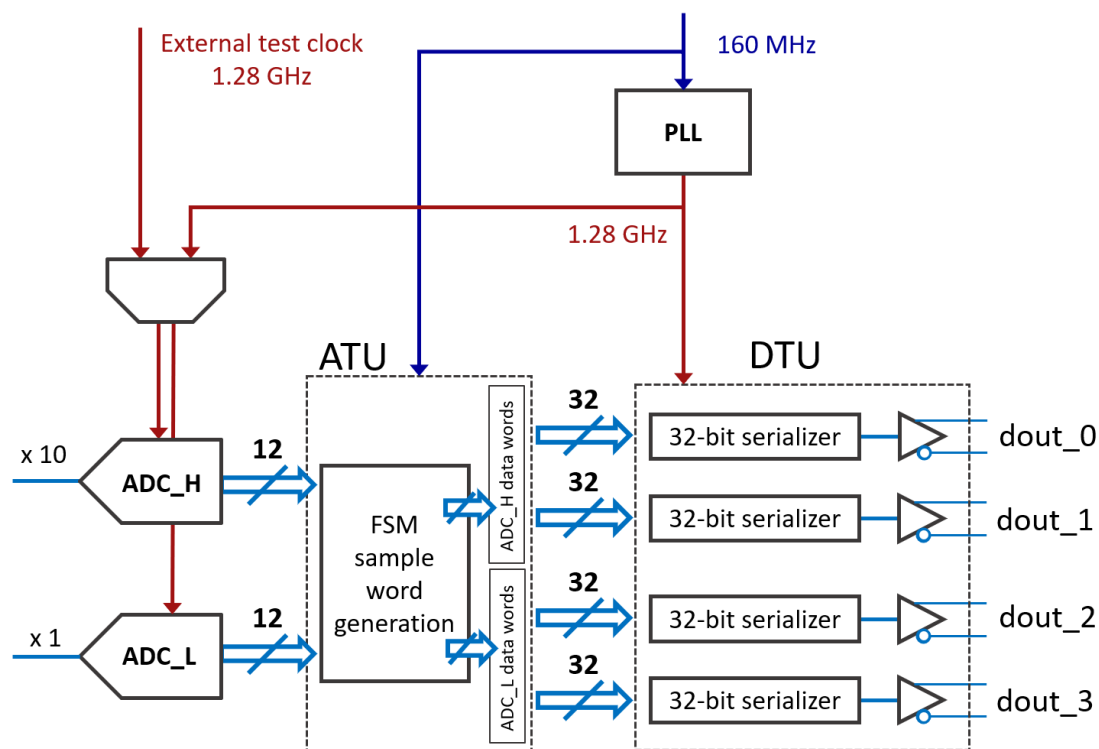 External test clock
1.28 GHz
160 MHz
PLL
1.28 GHz
ATU
DTU
x 10
ADC_H
12
FSM
sample
word
generation
ADC_H data words
32
32-bit serializer
dout_0
32
32-bit serializer
dout_1
x 1
ADC_L
12
ADC_L data words
32
32-bit serializer
dout_2
32
32-bit serializer
dout_3